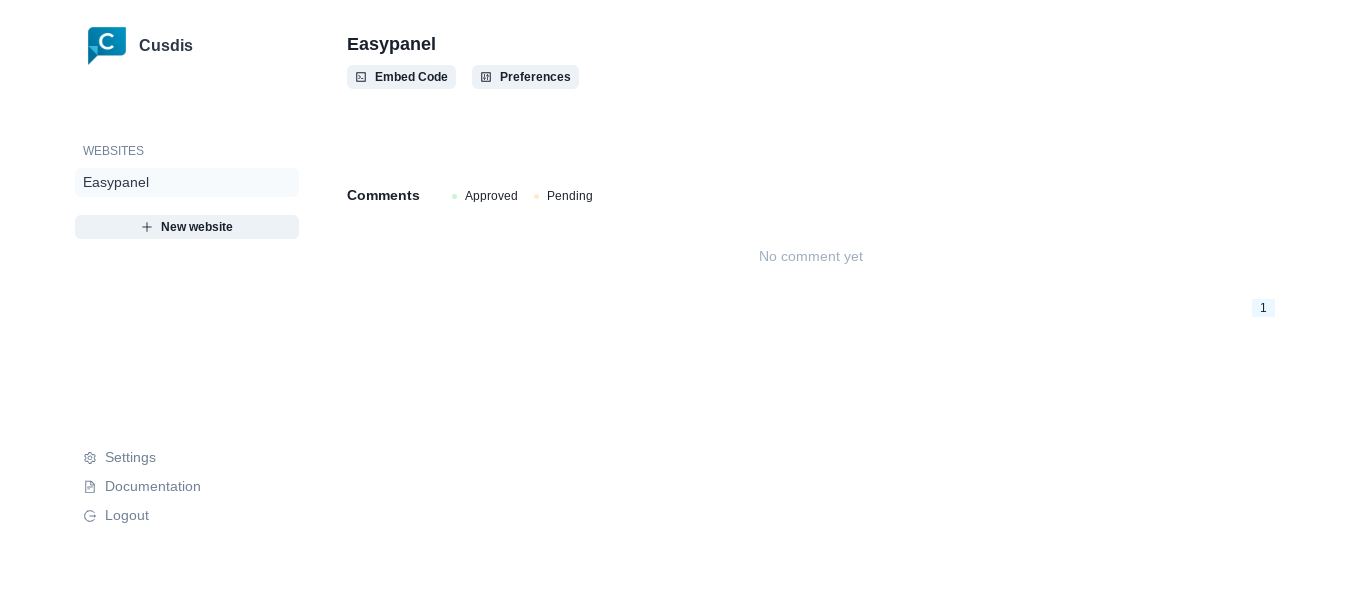 Cusdis
WEBSITES
Easypanel
New website
Settings
Documentation
Logout
Easypanel
Embed Code
Preferences
Comments
Approved
Pending
No comment yet
1